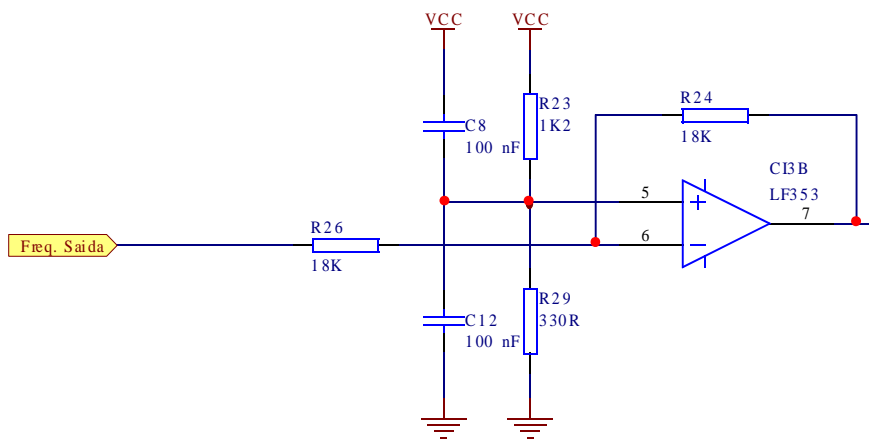 VCC
VCC
C8
100 nF
R23
1K2
R24
18K
CI3B
LF353
5
7
6
R26
18K
Freq. Saida
C12
100 nF
R29
330R